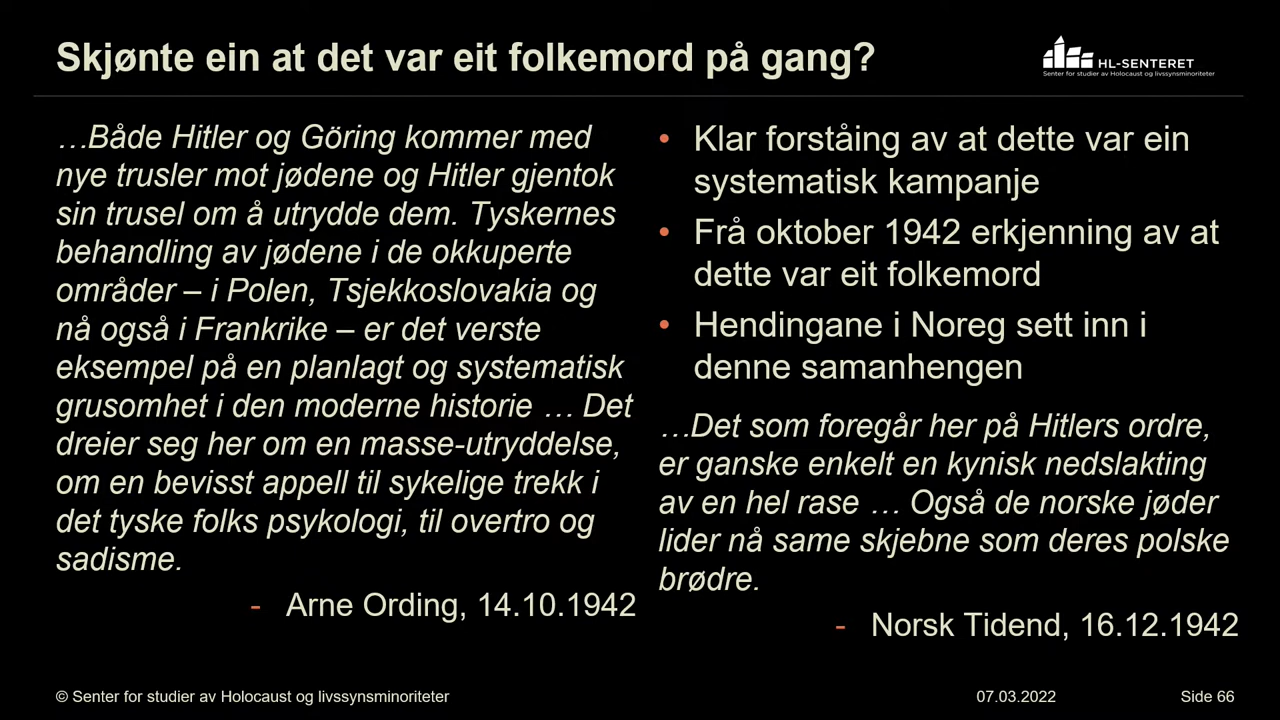 Skjønte ein at det var eit folkemord på gang?
HL-SENTERET
Senter for studier av Holocaust og livssynsminoriteter
…Både Hitler og Göring kommer med
nye trusler mot jødene og Hitler gjentok
sin trusel om å utrydde dem. Tyskernes
behandling av jødene i de okkuperte
områder – i Polen, Tsjekkoslovakia og
nå også i Frankrike – er det verste
eksempel på en planlagt og systematisk
grusomhet i den moderne historie … Det
dreier seg her om en masse-utryddelse,
om en bevisst appell til sykelige trekk i
det tyske folks psykologi, til overtro og
sadisme.
- Arne Ording, 14.10.1942
• Klar forståing av at dette var ein
systematisk kampanje
• Frå oktober 1942 erkjenning av at
dette var eit folkemord
• Hendingane i Noreg sett inn i
denne samanhengen
…Det som foregår her på Hitlers ordre,
er ganske enkelt en kynisk nedslakting
av en hel rase … Også de norske jøder
lider nå same skjebne som deres polske
brødre.
- Norsk Tidend, 16.12.1942
© Senter for studier av Holocaust og livssynsminoriteter
07.03.2022
Side 66